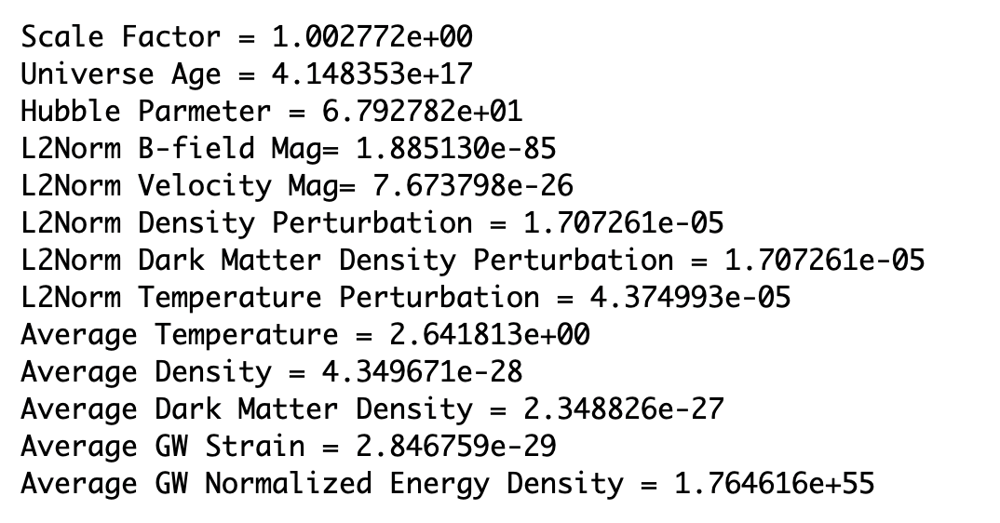 Scale Factor = 1.002772e+00
Universe Age = 4.148353e+17
Hubble Parmeter = 6.792782e+01
L2Norm B-field Mag= 1.885130e-85
L2Norm Velocity Mag= 7.673798e-26
L2Norm Density Perturbation = 1.707261e-05
L2Norm Dark Matter Density Perturbation = 1.707261e-05
L2Norm Temperature Perturbation = 4.374993e-05
Average Temperature = 2.641813e+00
Average Density = 4.349671e-28
Average Dark Matter Density = 2.348826e-27
Average GW Strain = 2.846759e-29
Average GW Normalized Energy Density = 1.764616e+55